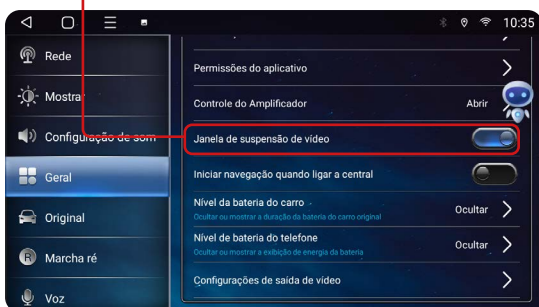 10:35
Rede
Mostrar
Configuração de som
Geral
Original
R Marcha ré
Voz
Permissões do aplicativo
Controle do Amplificador
Abrir
Janela de suspensão de vídeo
Iniciar navegação quando ligar a central
Nível da bateria do carro
Ocultar ou mostrar a duração da bateria do carro original
Ocultar
Nível de bateria do telefone
Ocultar ou mostrar a exibição de energia da bateria
Ocultar
Configurações de saída de vídeo